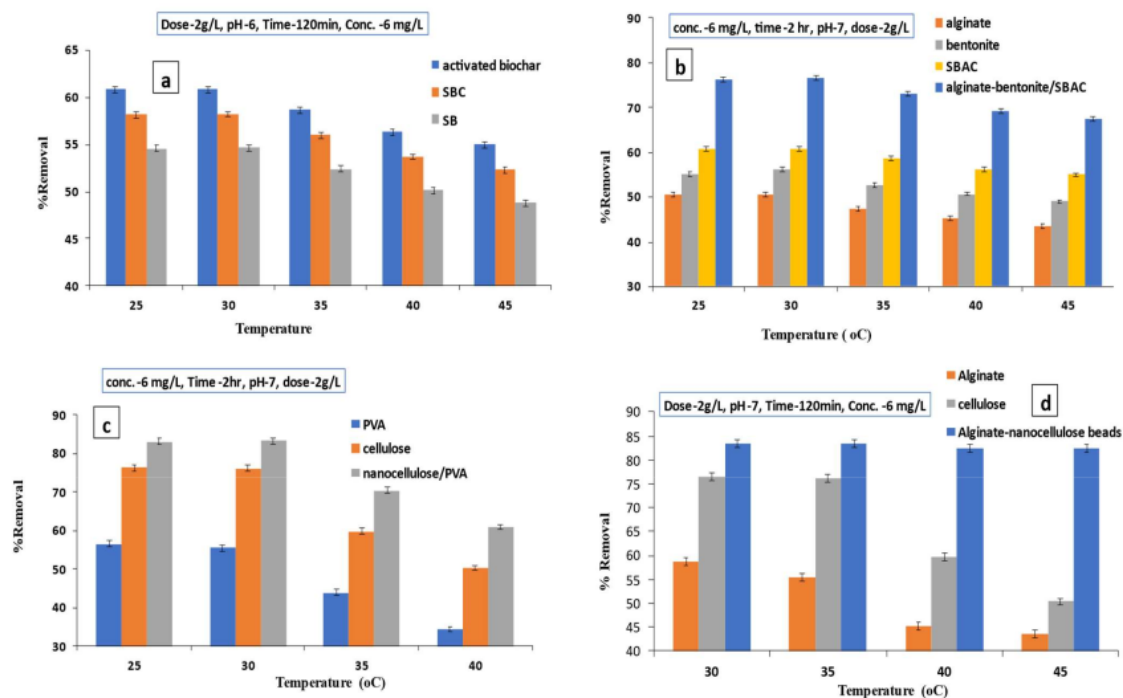 Dose-2g/L, pH-6, Time-120min, Conc. -6 mg/L
a
activated biochar
SBC
SB
65
60
55
50
45
40
%Removal
25 30 35 40 45
Temperature
conc. -6 mg/L, time-2 hr, pH-7, dose-2g/L
b
alginate
bentonite
SBAC
alginate-bentonite/SBAC
90
80
70
60
50
40
30
%Removal
25 30 35 40 45
Temperature ( oC)
conc. -6 mg/L, Time -2hr, pH-7, dose-2g/L
c
PVA
cellulose
nanocellulose/PVA
90
80
70
60
50
40
30
%Removal
25 30 35 40
Temperature (oC)
Dose-2g/L, pH-7, Time-120min, Conc. -6 mg/L
d
Alginate
cellulose
Alginate-nanocellulose beads
90
85
80
75
70
65
60
55
50
45
40
% Removal
30 35 40 45
Temperature (oC)